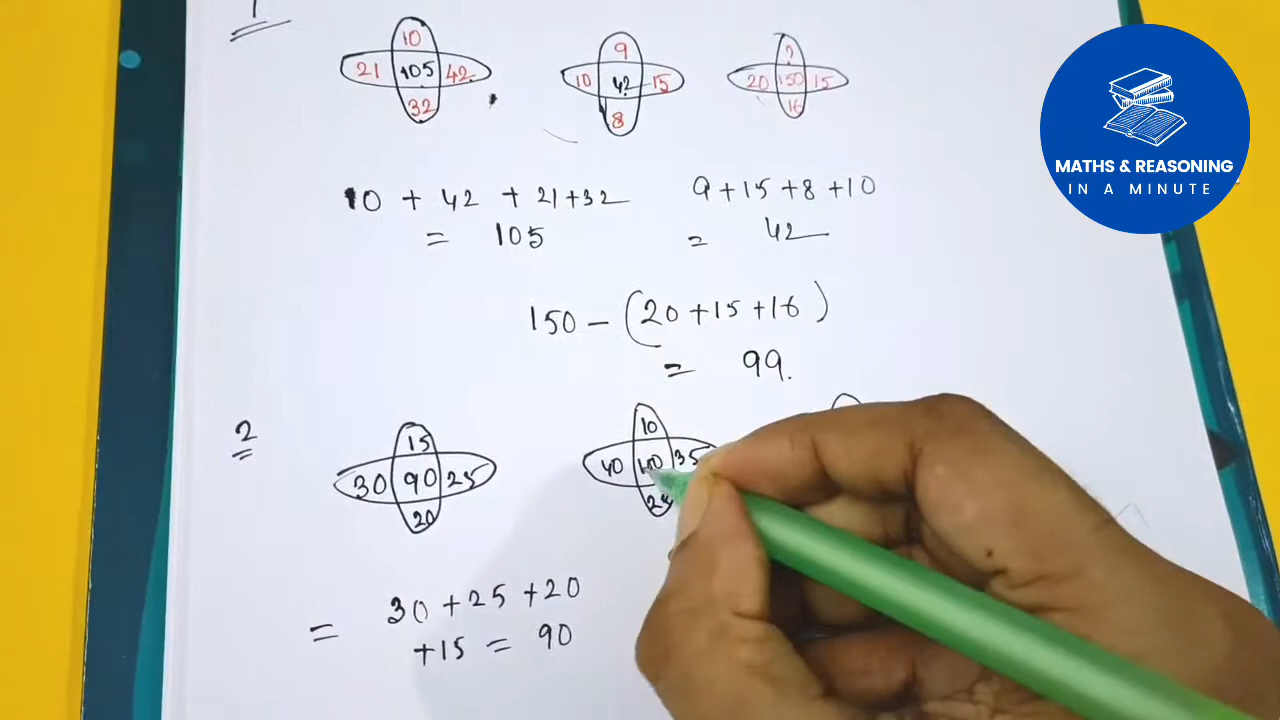 10
21 105 42
32
9
10 42 15
8
?
20 150 15
16
MATHS & REASONING
IN A MINUTE
10 + 42 + 21 + 32
= 105
9 + 15 + 8 + 10
= 42
150 - (20 + 15 + 16)
= 99.
2
15
30 90 25
20
10
40 35
= 30 + 25 + 20
+ 15 = 90